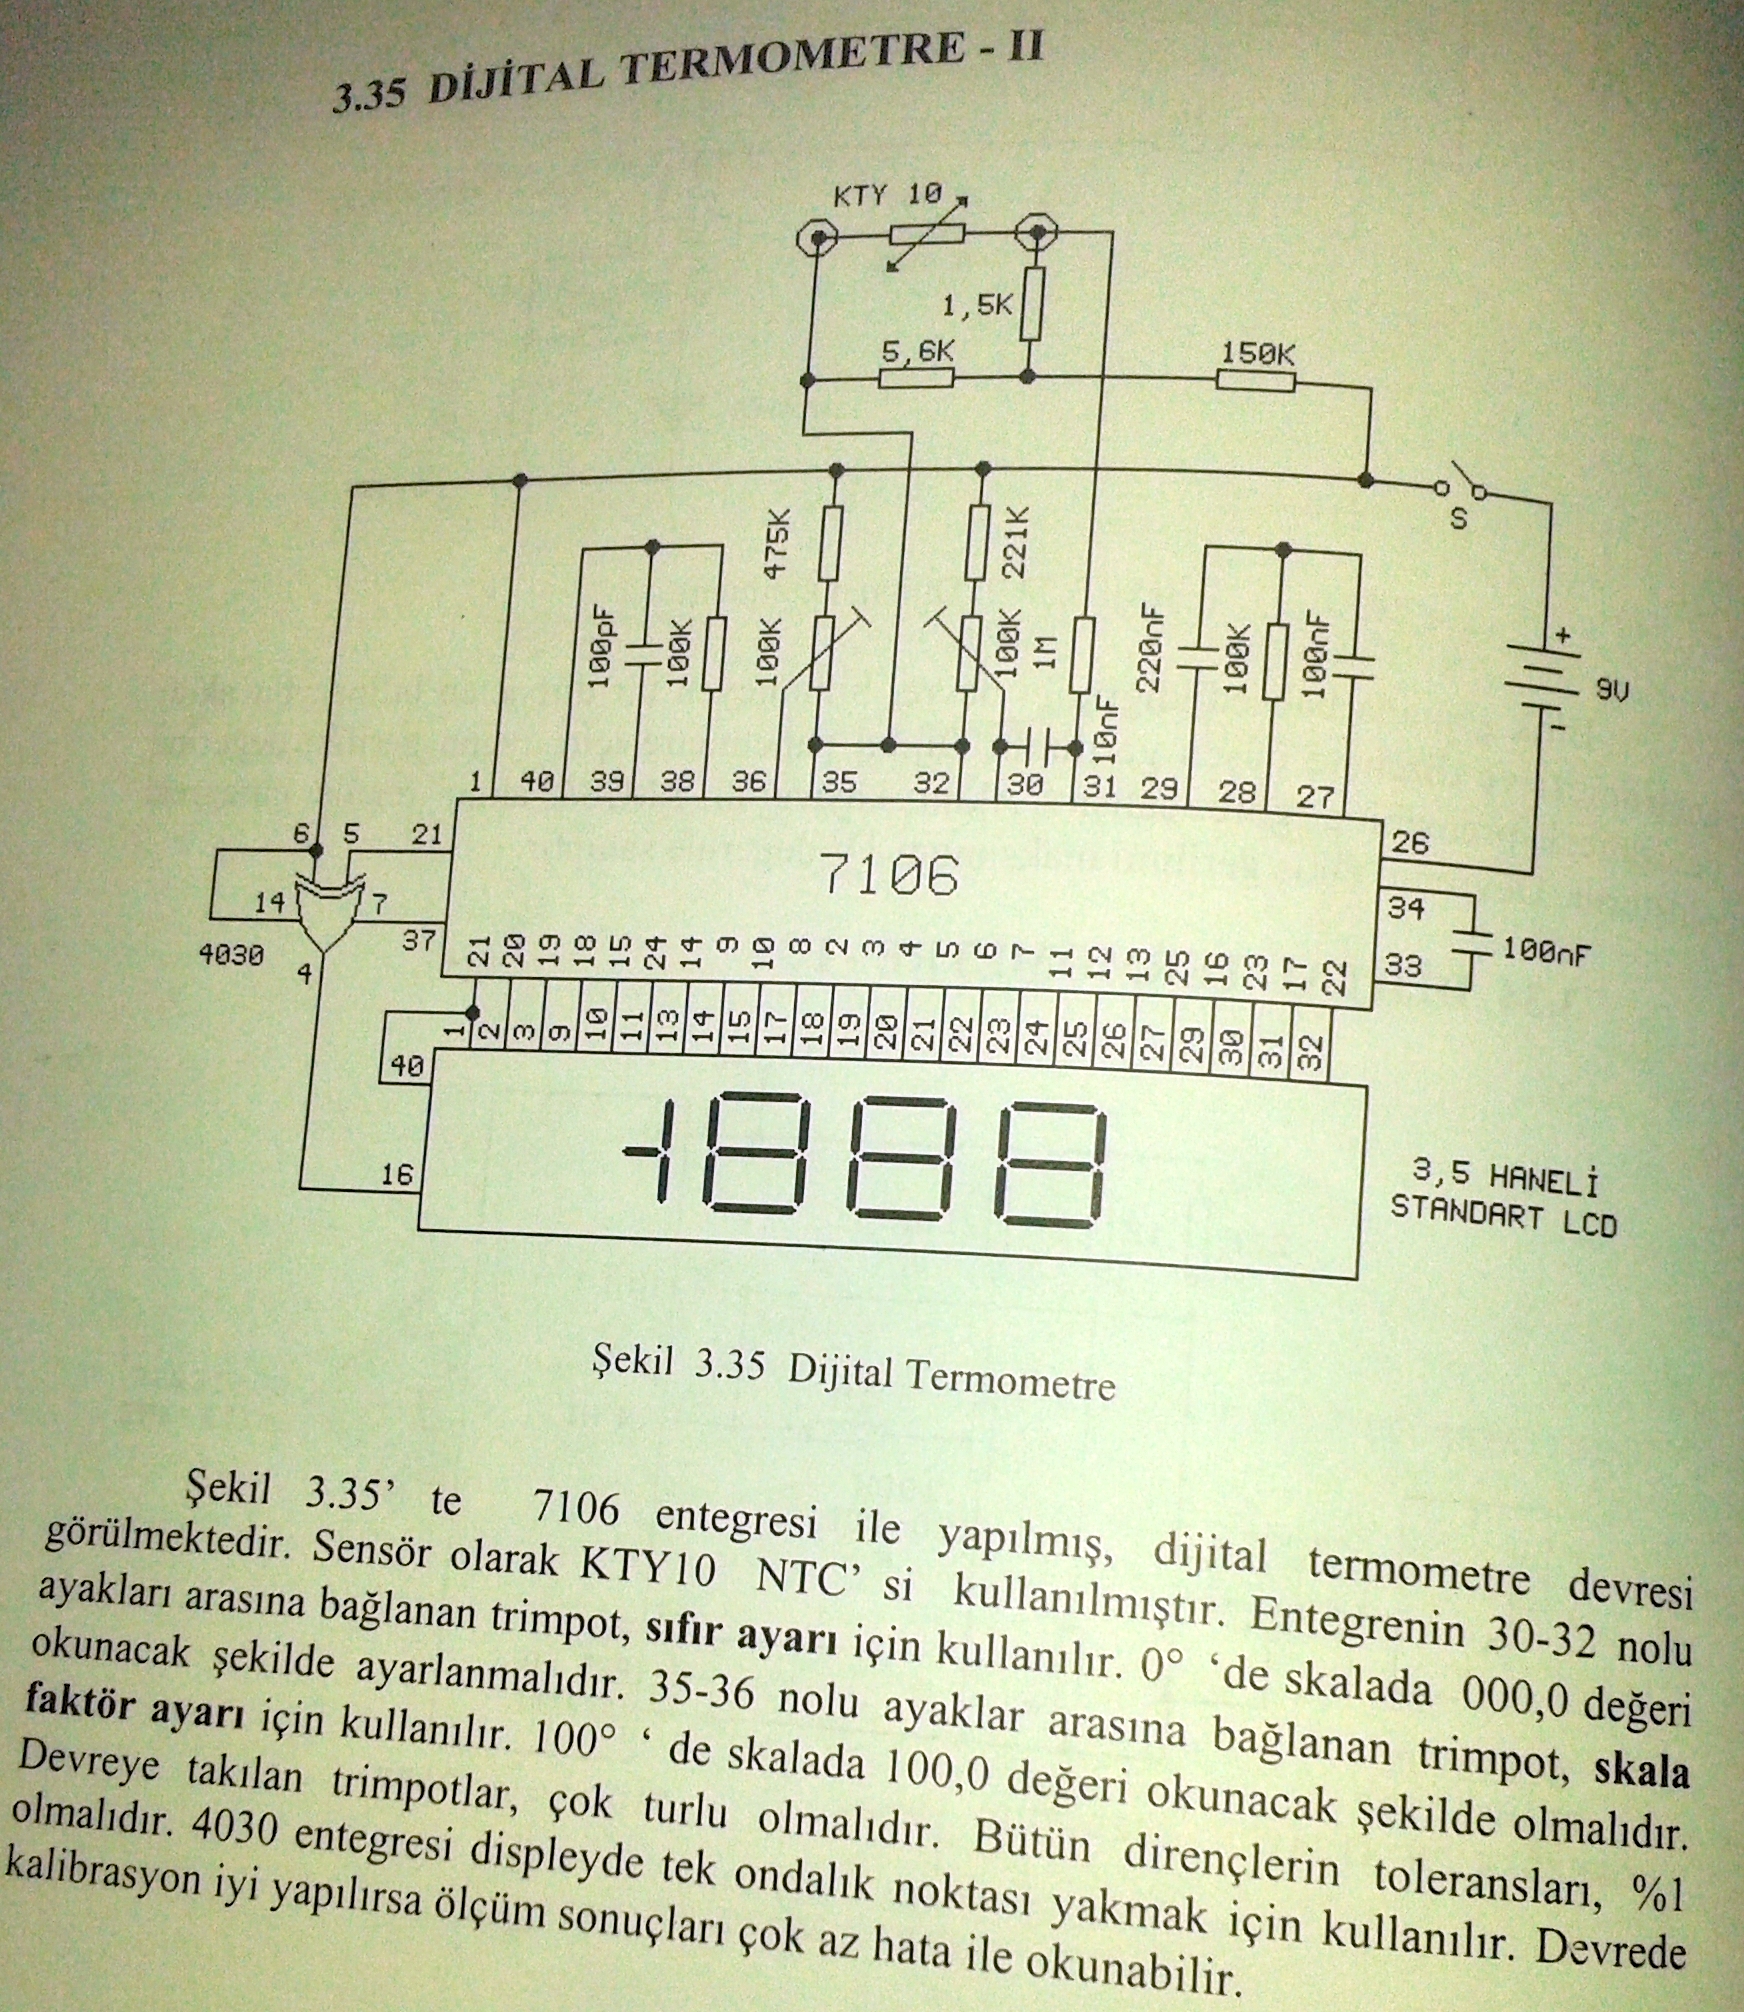 3.35 DİJİTAL TERMOMETRE - II
KTY 10
1,5K
5,6K
150K
S
475K
221K
100pF
100K
100K
100K
1M
10nF
220nF
100K
100nF
+
9V
-
1 40 39 38 36 35 32 30 31 29 28 27
6 5 21
26
7106
14 7
34
37
4030
4
100nF
33
21 20 19 18 15 24 14 9 10 8 2 3 4 5 6 7 11 12 13 25 16 23 17 22
1 2 3 9 10 11 13 14 15 17 18 19 20 21 22 23 24 25 26 27 29 30 31 32
40
-1888
16
3,5 HANELİ
STANDART LCD
Şekil 3.35 Dijital Termometre
Şekil 3.35’ te 7106 entegresi ile yapılmış, dijital termometre devresi
görülmektedir. Sensör olarak KTY10 NTC’ si kullanılmıştır. Entegrenin 30-32 nolu
ayakları arasına bağlanan trimpot, sıfır ayarı için kullanılır. 0° ‘de skalada 000,0 değeri
okunacak şekilde ayarlanmalıdır. 35-36 nolu ayaklar arasına bağlanan trimpot, skala
faktör ayarı için kullanılır. 100° ‘ de skalada 100,0 değeri okunacak şekilde olmalıdır.
Devreye takılan trimpotlar, çok turlu olmalıdır. Bütün dirençlerin toleransları, %1
olmalıdır. 4030 entegresi displeyde tek ondalık noktası yakmak için kullanılır. Devrede
kalibrasyon iyi yapılırsa ölçüm sonuçları çok az hata ile okunabilir.